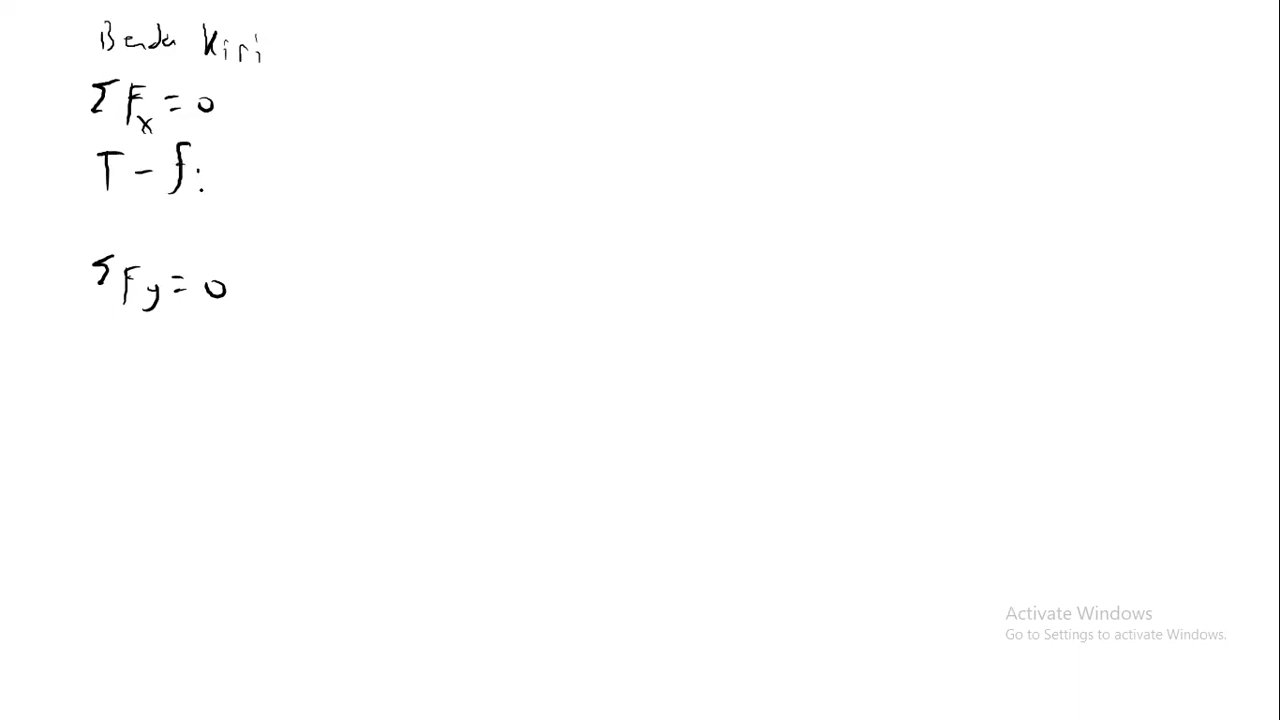 Benda Kiri
ΣFx = 0
T - f:
ΣFy = 0
Activate Windows
Go to Settings to activate Windows.